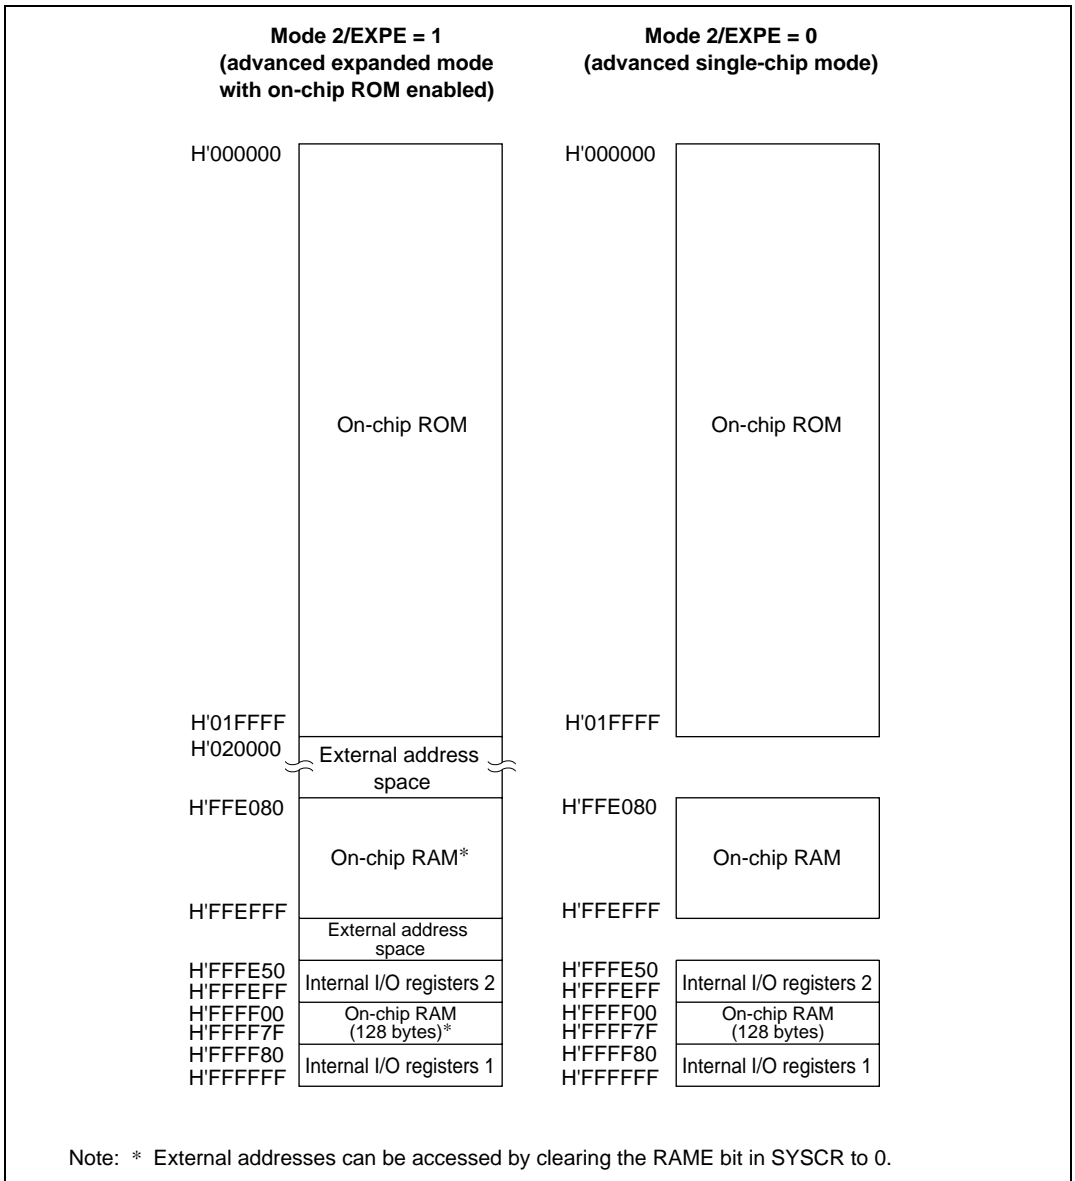 Mode 2/EXPE = 1
(advanced expanded mode
with on-chip ROM enabled)
Mode 2/EXPE = 0
(advanced single-chip mode)
H'000000
On-chip ROM
H'01FFFF
H'020000
External address
space
H'FFE080
On-chip RAM*
H'FFEFFF
External address
space
H'FFFE50
Internal I/O registers 2
H'FFFEFF
H'FFFF00
On-chip RAM
(128 bytes)*
H'FFFF7F
H'FFFF80
Internal I/O registers 1
H'FFFFFF
H'000000
On-chip ROM
H'01FFFF
H'FFE080
On-chip RAM
H'FFEFFF
H'FFFE50
Internal I/O registers 2
H'FFFEFF
H'FFFF00
On-chip RAM
(128 bytes)
H'FFFF7F
H'FFFF80
Internal I/O registers 1
H'FFFFFF
Note: * External addresses can be accessed by clearing the RAME bit in SYSCR to 0.